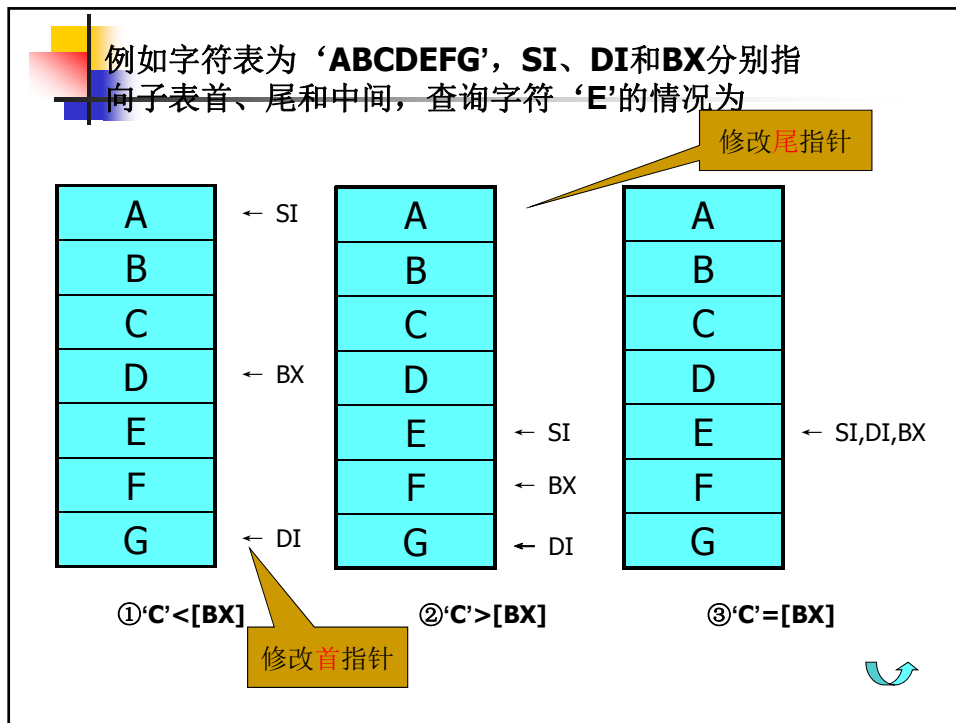 例如字符表为‘ABCDEFG’，SI、DI和BX分别指
向子表首、尾和中间，查询字符‘E’的情况为
修改尾指针
A
B
C
D
E
F
G
← SI
← BX
← DI
A
B
C
D
E
F
G
← SI
← BX
← DI
A
B
C
D
E
F
G
← SI,DI,BX
①‘C’<[BX]
②‘C’>[BX]
③‘C’=[BX]
修改首指针